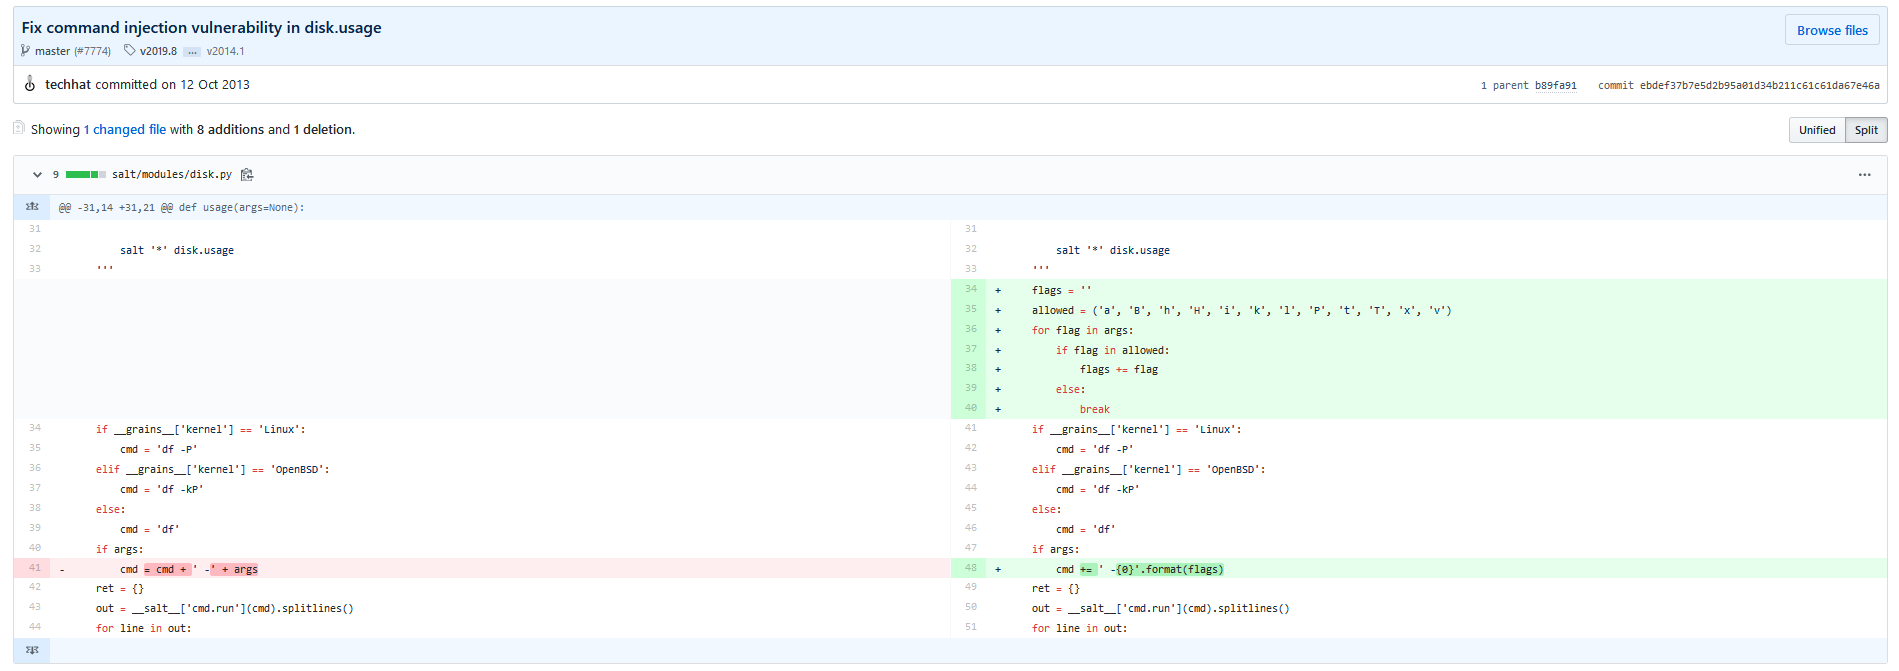 Fix command injection vulnerability in disk.usage
Browse files
master (#7774) v2019.8 ... v2014.1
techhat committed on 12 Oct 2013
1 parent b89fa91 commit ebdef37b7e5d2b95a01d34b211c61c61da67e46a
Showing 1 changed file with 8 additions and 1 deletion.
Unified Split
9 salt/modules/disk.py
@@ -31,14 +31,21 @@ def usage(args=None):
31
32 salt '*' disk.usage
33 '''
34 if __grains__['kernel'] == 'Linux':
35 cmd = 'df -P'
36 elif __grains__['kernel'] == 'OpenBSD':
37 cmd = 'df -kP'
38 else:
39 cmd = 'df'
40 if args:
41 - cmd = cmd + ' -' + args
42 ret = {}
43 out = __salt__['cmd.run'](cmd).splitlines()
44 for line in out:
31
32 salt '*' disk.usage
33 '''
34 + flags = ''
35 + allowed = ('a', 'B', 'h', 'H', 'i', 'k', 'l', 'P', 't', 'T', 'x', 'v')
36 + for flag in args:
37 + if flag in allowed:
38 + flags += flag
39 + else:
40 + break
41 if __grains__['kernel'] == 'Linux':
42 cmd = 'df -P'
43 elif __grains__['kernel'] == 'OpenBSD':
44 cmd = 'df -kP'
45 else:
46 cmd = 'df'
47 if args:
48 + cmd += ' -{0}'.format(flags)
49 ret = {}
50 out = __salt__['cmd.run'](cmd).splitlines()
51 for line in out: